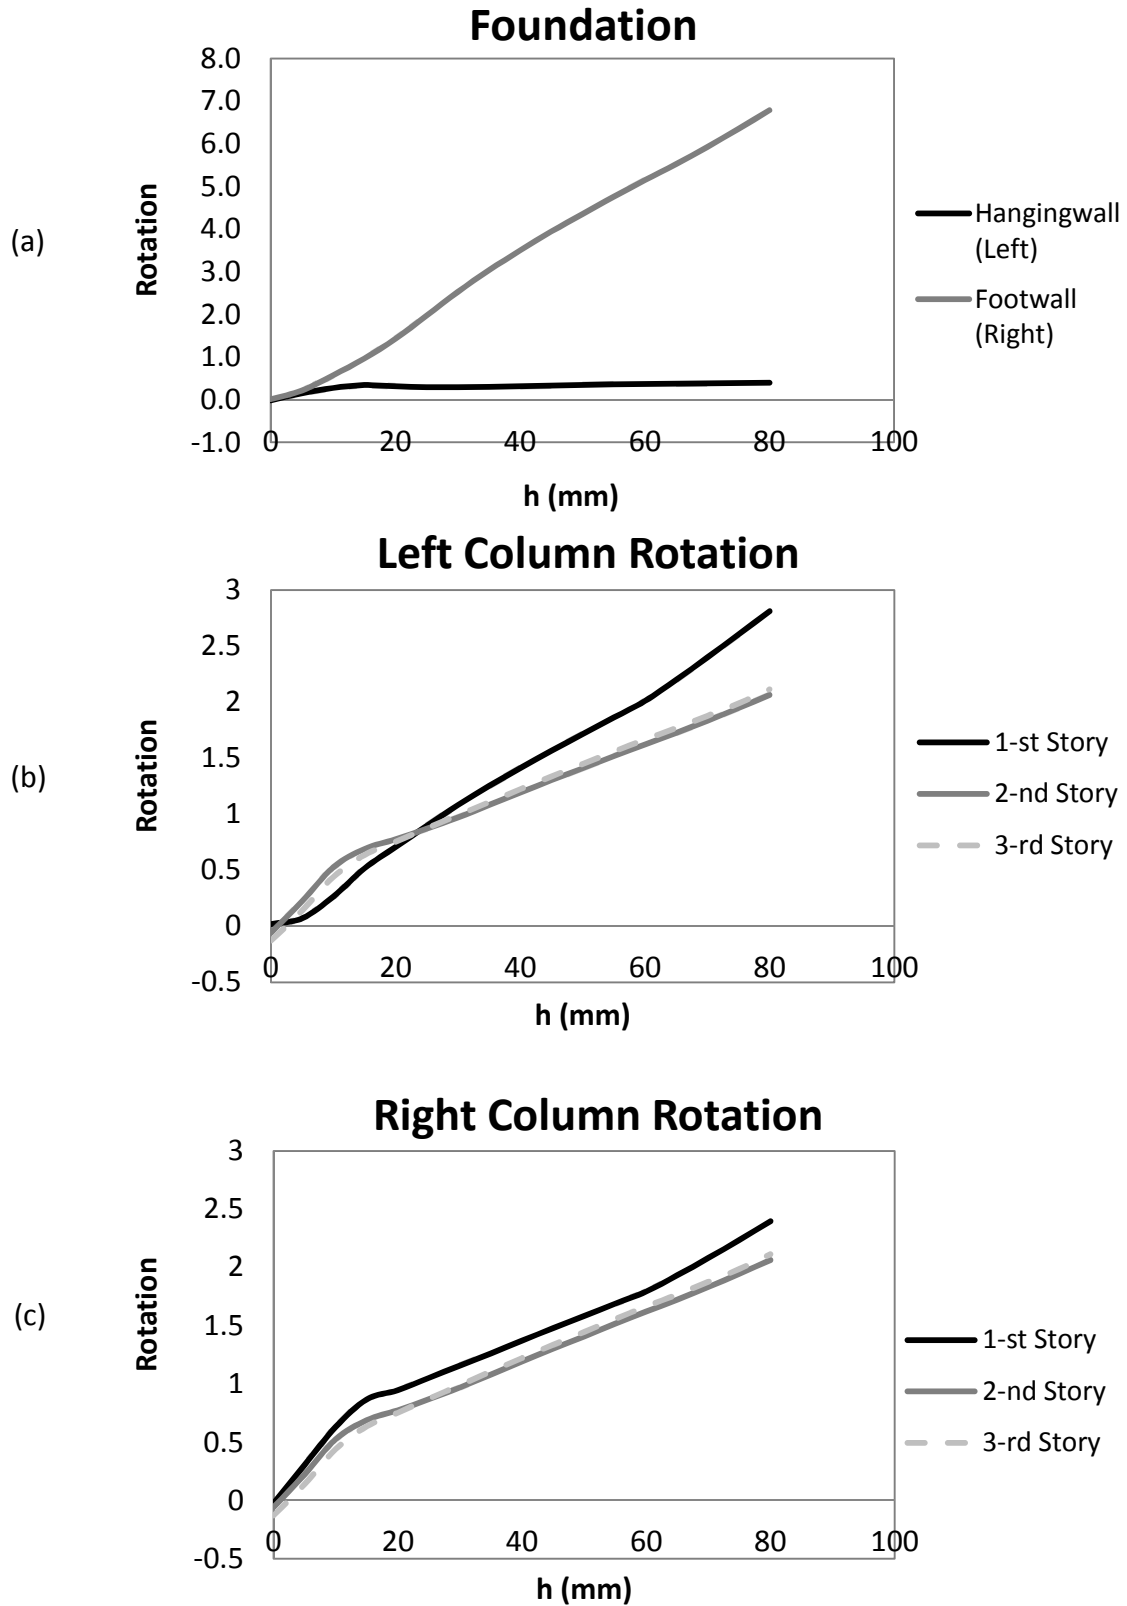 Foundation
8.0
7.0
6.0
5.0
4.0
3.0
2.0
1.0
0.0
-1.0
0 20 40 60 80 100
Rotation
h (mm)
(a)
Hangingwall
(Left)
Footwall
(Right)
Left Column Rotation
3
2.5
2
1.5
1
0.5
0
-0.5
0 20 40 60 80 100
Rotation
h (mm)
(b)
1-st Story
2-nd Story
3-rd Story
Right Column Rotation
3
2.5
2
1.5
1
0.5
0
-0.5
0 20 40 60 80 100
Rotation
h (mm)
(c)
1-st Story
2-nd Story
3-rd Story